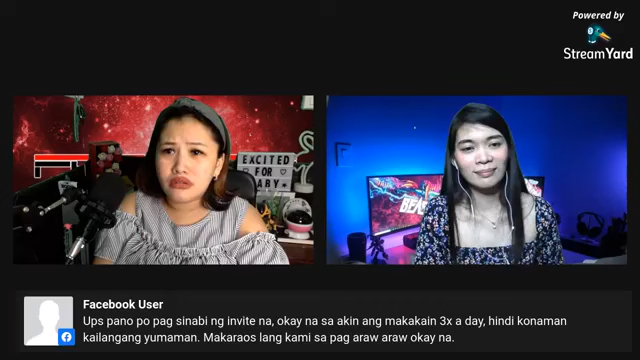 Powered by
StreamYard
EXCITED
FOR
BABY
BEAS
Facebook User
Ups pano po pag sinabi ng invite na, okay na sa akin ang makakain 3x a day, hindi konaman
kailangang yumaman. Makaraos lang kami sa pag araw araw okay na.